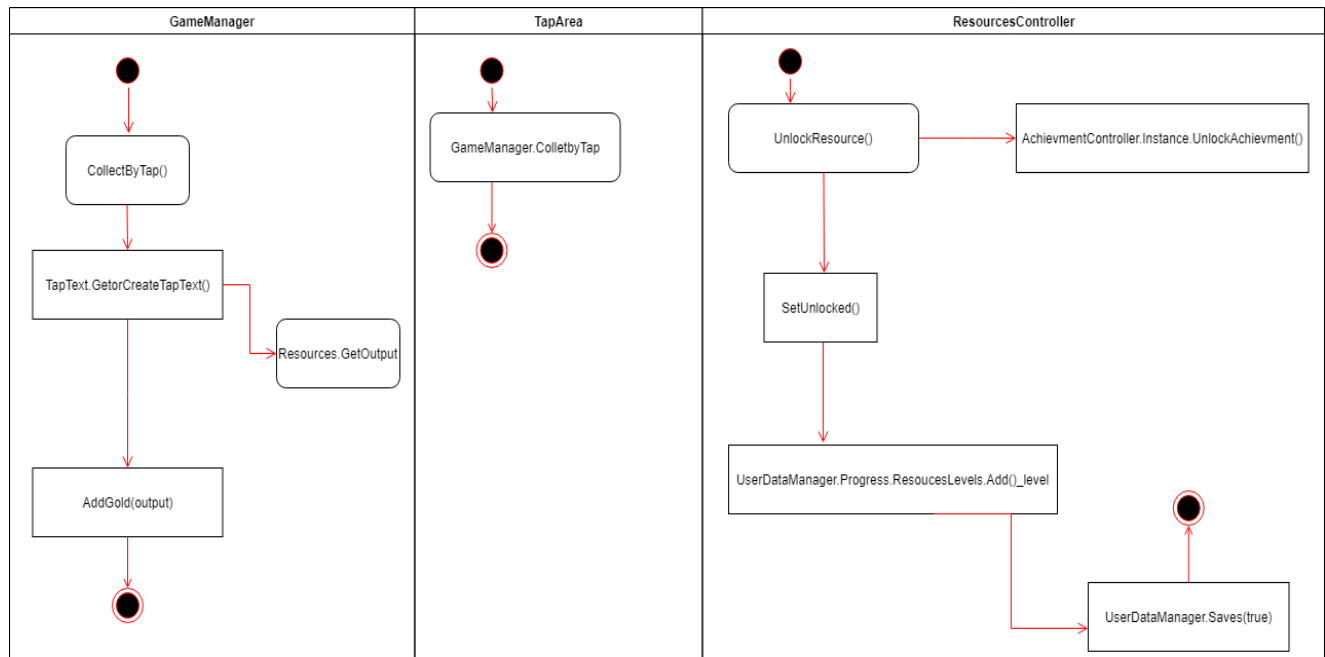 GameManager
TapArea
ResourcesController
CollectByTap()
TapText.GetorCreateTapText()
Resources.GetOutput
AddGold(output)
GameManager.ColletbyTap
UnlockResource()
AchievmentController.Instance.UnlockAchievment()
SetUnlocked()
UserDataManager.Progress.ResoucesLevels.Add()_level
UserDataManager.Saves(true)